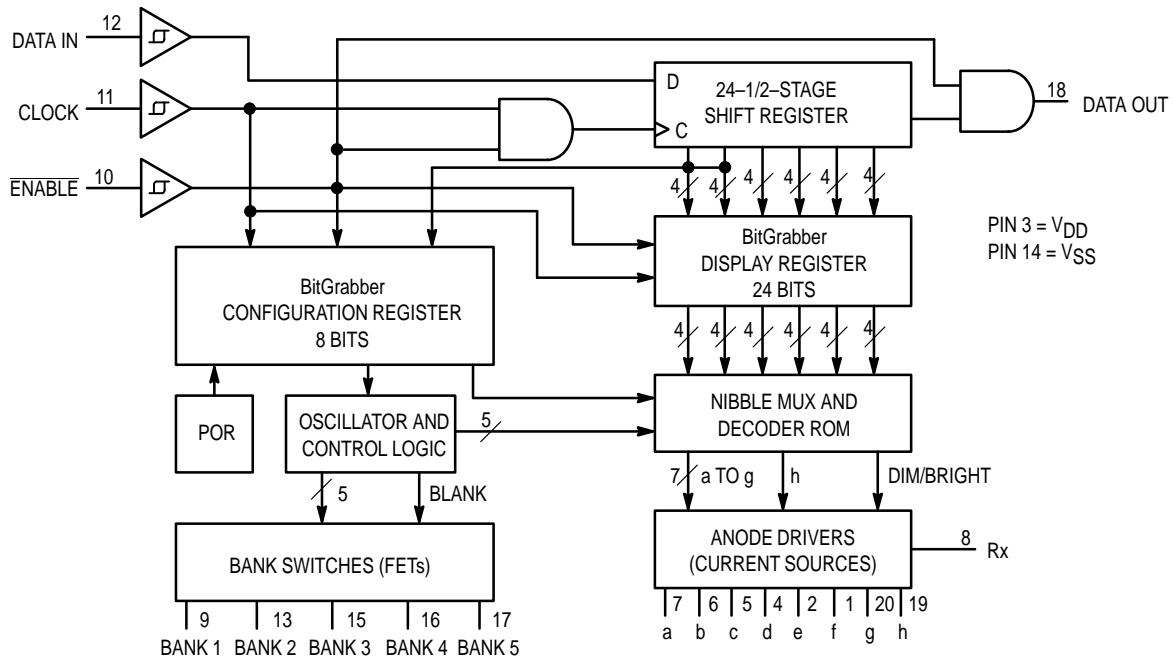 12
DATA IN
11
CLOCK
10
ENABLE
D
C
24–1/2–STAGE
SHIFT REGISTER
18
DATA OUT
4 4 4 4 4 4
PIN 3 = VDD
PIN 14 = VSS
BitGrabber
CONFIGURATION REGISTER
8 BITS
BitGrabber
DISPLAY REGISTER
24 BITS
4 4 4 4 4 4
POR
OSCILLATOR AND
CONTROL LOGIC
5
NIBBLE MUX AND
DECODER ROM
5
BLANK
7
a TO g
h
DIM/BRIGHT
BANK SWITCHES (FETs)
ANODE DRIVERS
(CURRENT SOURCES)
8
Rx
9 13 15 16 17
BANK 1 BANK 2 BANK 3 BANK 4 BANK 5
7 6 5 4 2 1 20 19
a b c d e f g h